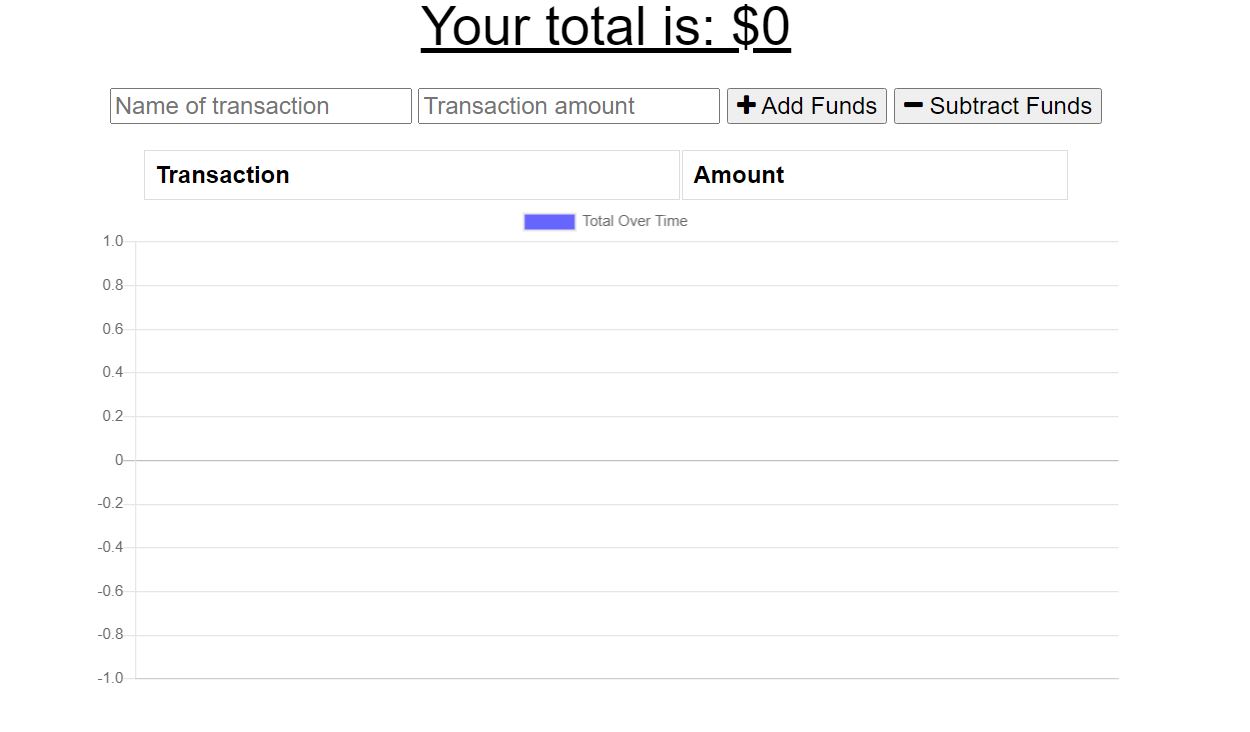 Your total is: $0
Name of transaction Transaction amount Add Funds Subtract Funds
Transaction Amount
Total Over Time
1.0
0.8
0.6
0.4
0.2
0
-0.2
-0.4
-0.6
-0.8
-1.0